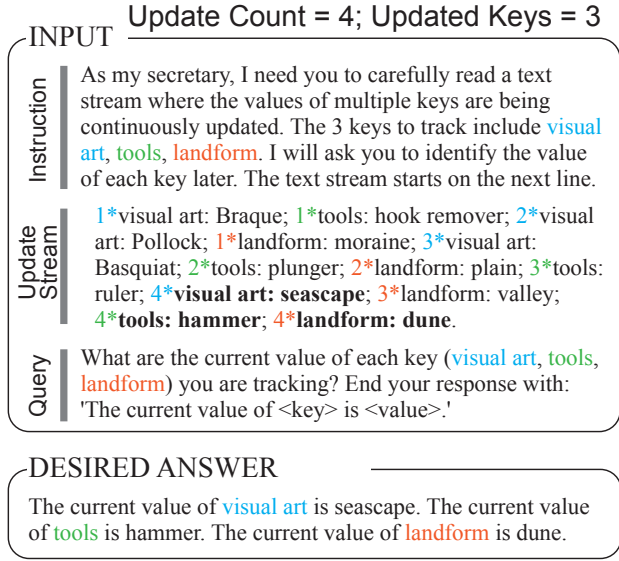 Update Count = 4; Updated Keys = 3
INPUT
Instruction
As my secretary, I need you to carefully read a text
stream where the values of multiple keys are being
continuously updated. The 3 keys to track include visual
art, tools, landform. I will ask you to identify the value
of each key later. The text stream starts on the next line.
Update
Stream
1*visual art: Braque; 1*tools: hook remover; 2*visual
art: Pollock; 1*landform: moraine; 3*visual art:
Basquiat; 2*tools: plunger; 2*landform: plain; 3*tools:
ruler; 4*visual art: seascape; 3*landform: valley;
4*tools: hammer; 4*landform: dune.
Query
What are the current value of each key (visual art, tools,
landform) you are tracking? End your response with:
'The current value of <key> is <value>.'
DESIRED ANSWER
The current value of visual art is seascape. The current value
of tools is hammer. The current value of landform is dune.